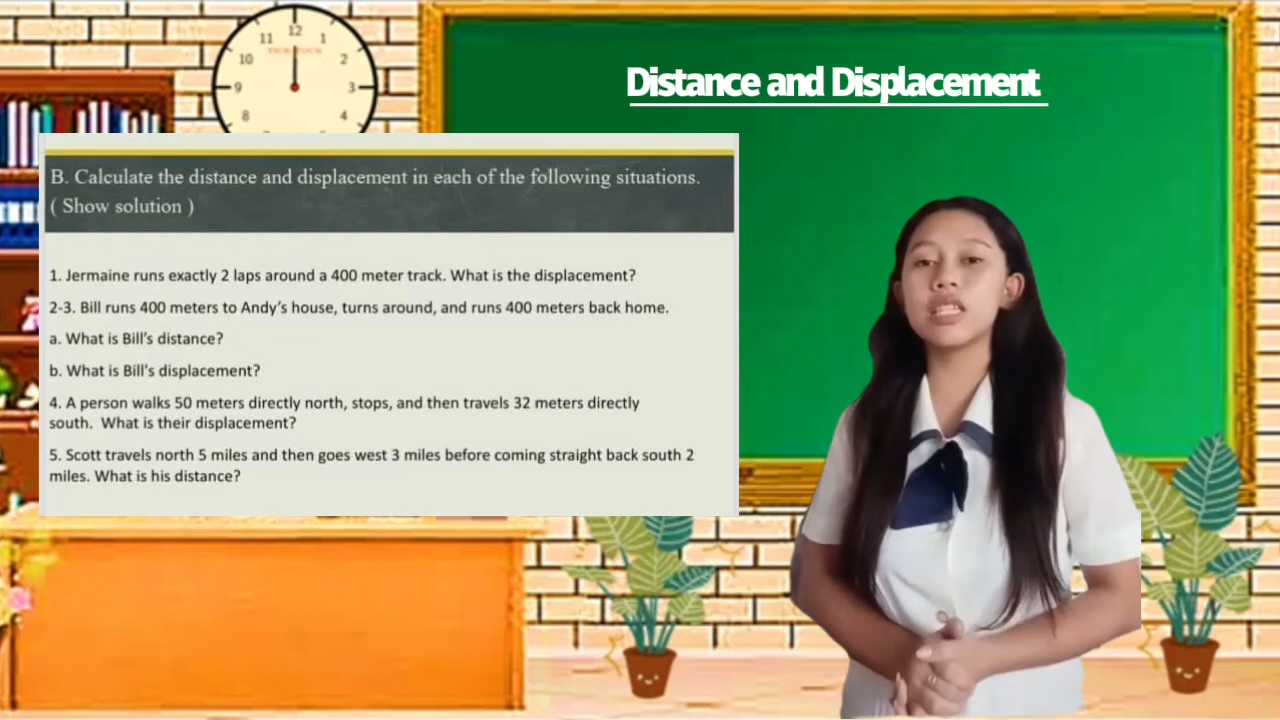 12
11
1
TICK TOCK
10
2
9
3
8
4
Distance and Displacement
B. Calculate the distance and displacement in each of the following situations.
( Show solution )
1. Jermaine runs exactly 2 laps around a 400 meter track. What is the displacement?
2-3. Bill runs 400 meters to Andy’s house, turns around, and runs 400 meters back home.
a. What is Bill’s distance?
b. What is Bill's displacement?
4. A person walks 50 meters directly north, stops, and then travels 32 meters directly
south. What is their displacement?
5. Scott travels north 5 miles and then goes west 3 miles before coming straight back south 2
miles. What is his distance?